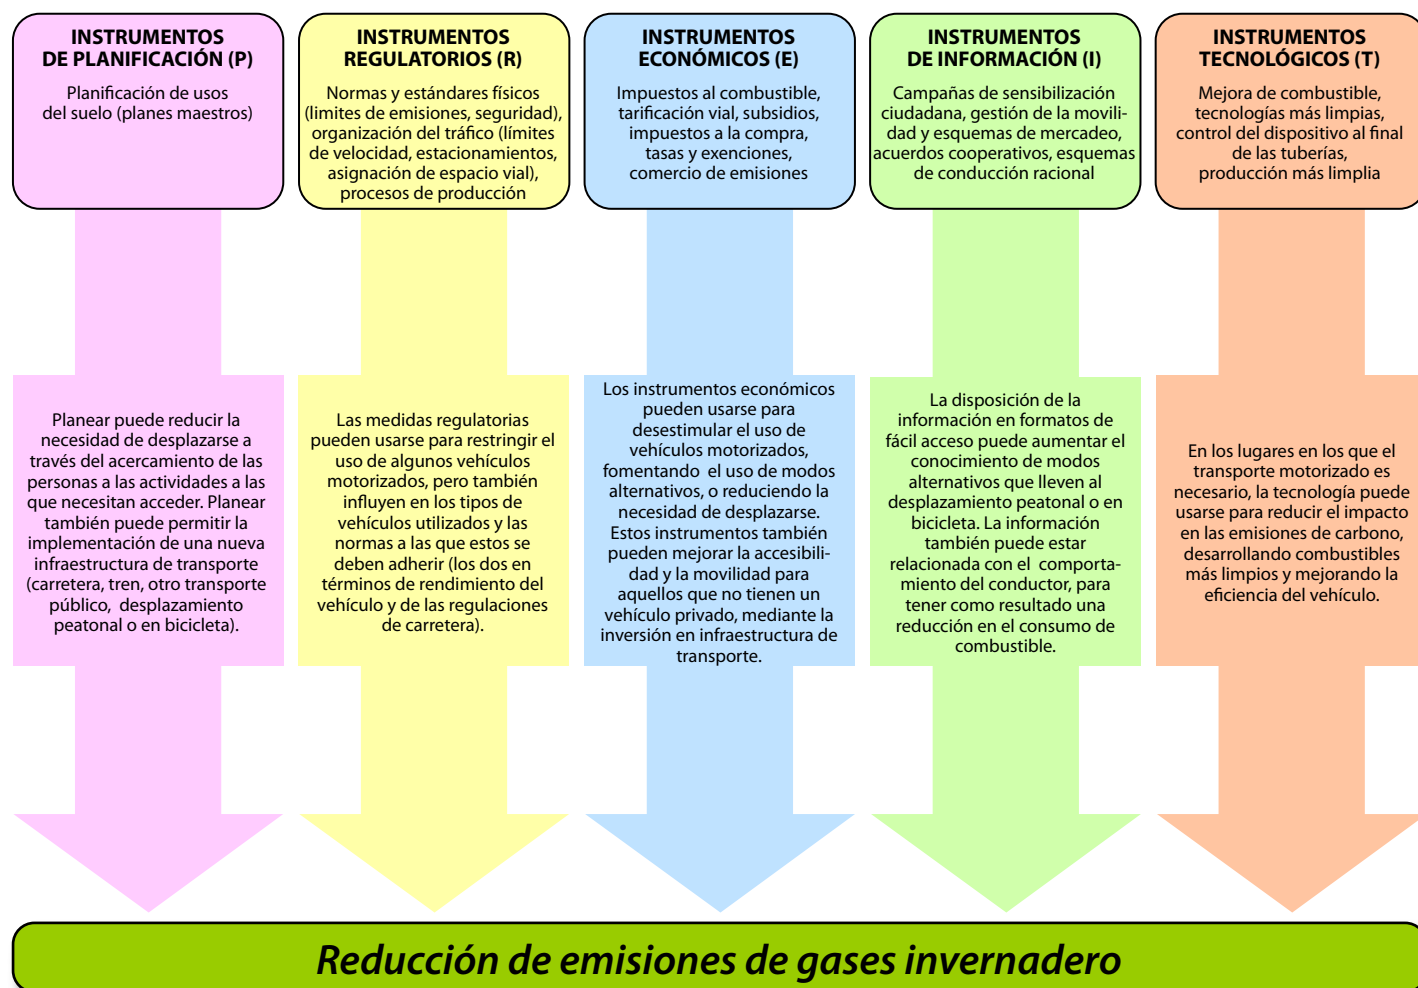 INSTRUMENTOS
DE PLANIFICACIÓN (P)
Planificación de usos
del suelo (planes maestros)
INSTRUMENTOS
REGULATORIOS (R)
Normas y estándares físicos
(limites de emisiones, seguridad),
organización del tráfico (límites
de velocidad, estacionamientos,
asignación de espacio vial),
procesos de producción
INSTRUMENTOS
ECONÓMICOS (E)
Impuestos al combustible,
tarificación vial, subsidios,
impuestos a la compra,
tasas y exenciones,
comercio de emisiones
INSTRUMENTOS
DE INFORMACIÓN (I)
Campañas de sensibilización
ciudadana, gestión de la movili-
dad y esquemas de mercadeo,
acuerdos cooperativos, esquemas
de conducción racional
INSTRUMENTOS
TECNOLÓGICOS (T)
Mejora de combustible,
tecnologías más limpias,
control del dispositivo al final
de las tuberías,
producción más limplia
Planear puede reducir la
necesidad de desplazarse a
través del acercamiento de las
personas a las actividades a las
que necesitan acceder. Planear
también puede permitir la
implementación de una nueva
infraestructura de transporte
(carretera, tren, otro transporte
público, desplazamiento
peatonal o en bicicleta).
Las medidas regulatorias
pueden usarse para restringir el
uso de algunos vehículos
motorizados, pero también
influyen en los tipos de
vehículos utilizados y las
normas a las que estos se
deben adherir (los dos en
términos de rendimiento del
vehículo y de las regulaciones
de carretera).
Los instrumentos económicos
pueden usarse para
desestimular el uso de
vehículos motorizados,
fomentando el uso de modos
alternativos, o reduciendo la
necesidad de desplazarse.
Estos instrumentos también
pueden mejorar la accesibili-
dad y la movilidad para
aquellos que no tienen un
vehículo privado, mediante la
inversión en infraestructura de
transporte.
La disposición de la
información en formatos de
fácil acceso puede aumentar el
conocimiento de modos
alternativos que lleven al
desplazamiento peatonal o en
bicicleta. La información
también puede estar
relacionada con el comporta-
miento del conductor, para
tener como resultado una
reducción en el consumo de
combustible.
En los lugares en los que el
transporte motorizado es
necesario, la tecnología puede
usarse para reducir el impacto
en las emisiones de carbono,
desarrollando combustibles
más limpios y mejorando la
eficiencia del vehículo.
Reducción de emisiones de gases invernadero